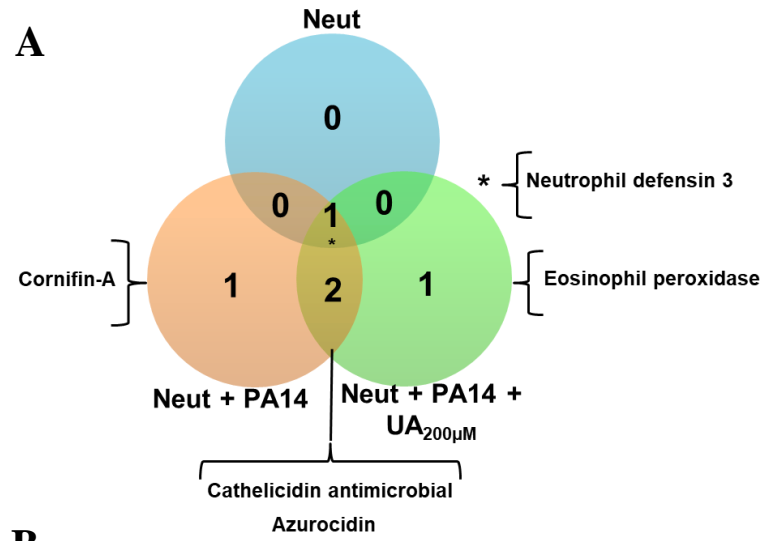 A
Neut
0
0
1
0
*
* Neutrophil defensin 3
Cornifin-A
1
2
1
Eosinophil peroxidase
Neut + PA14
Neut + PA14 +
UA200µM
Cathelicidin antimicrobial
Azurocidin
B